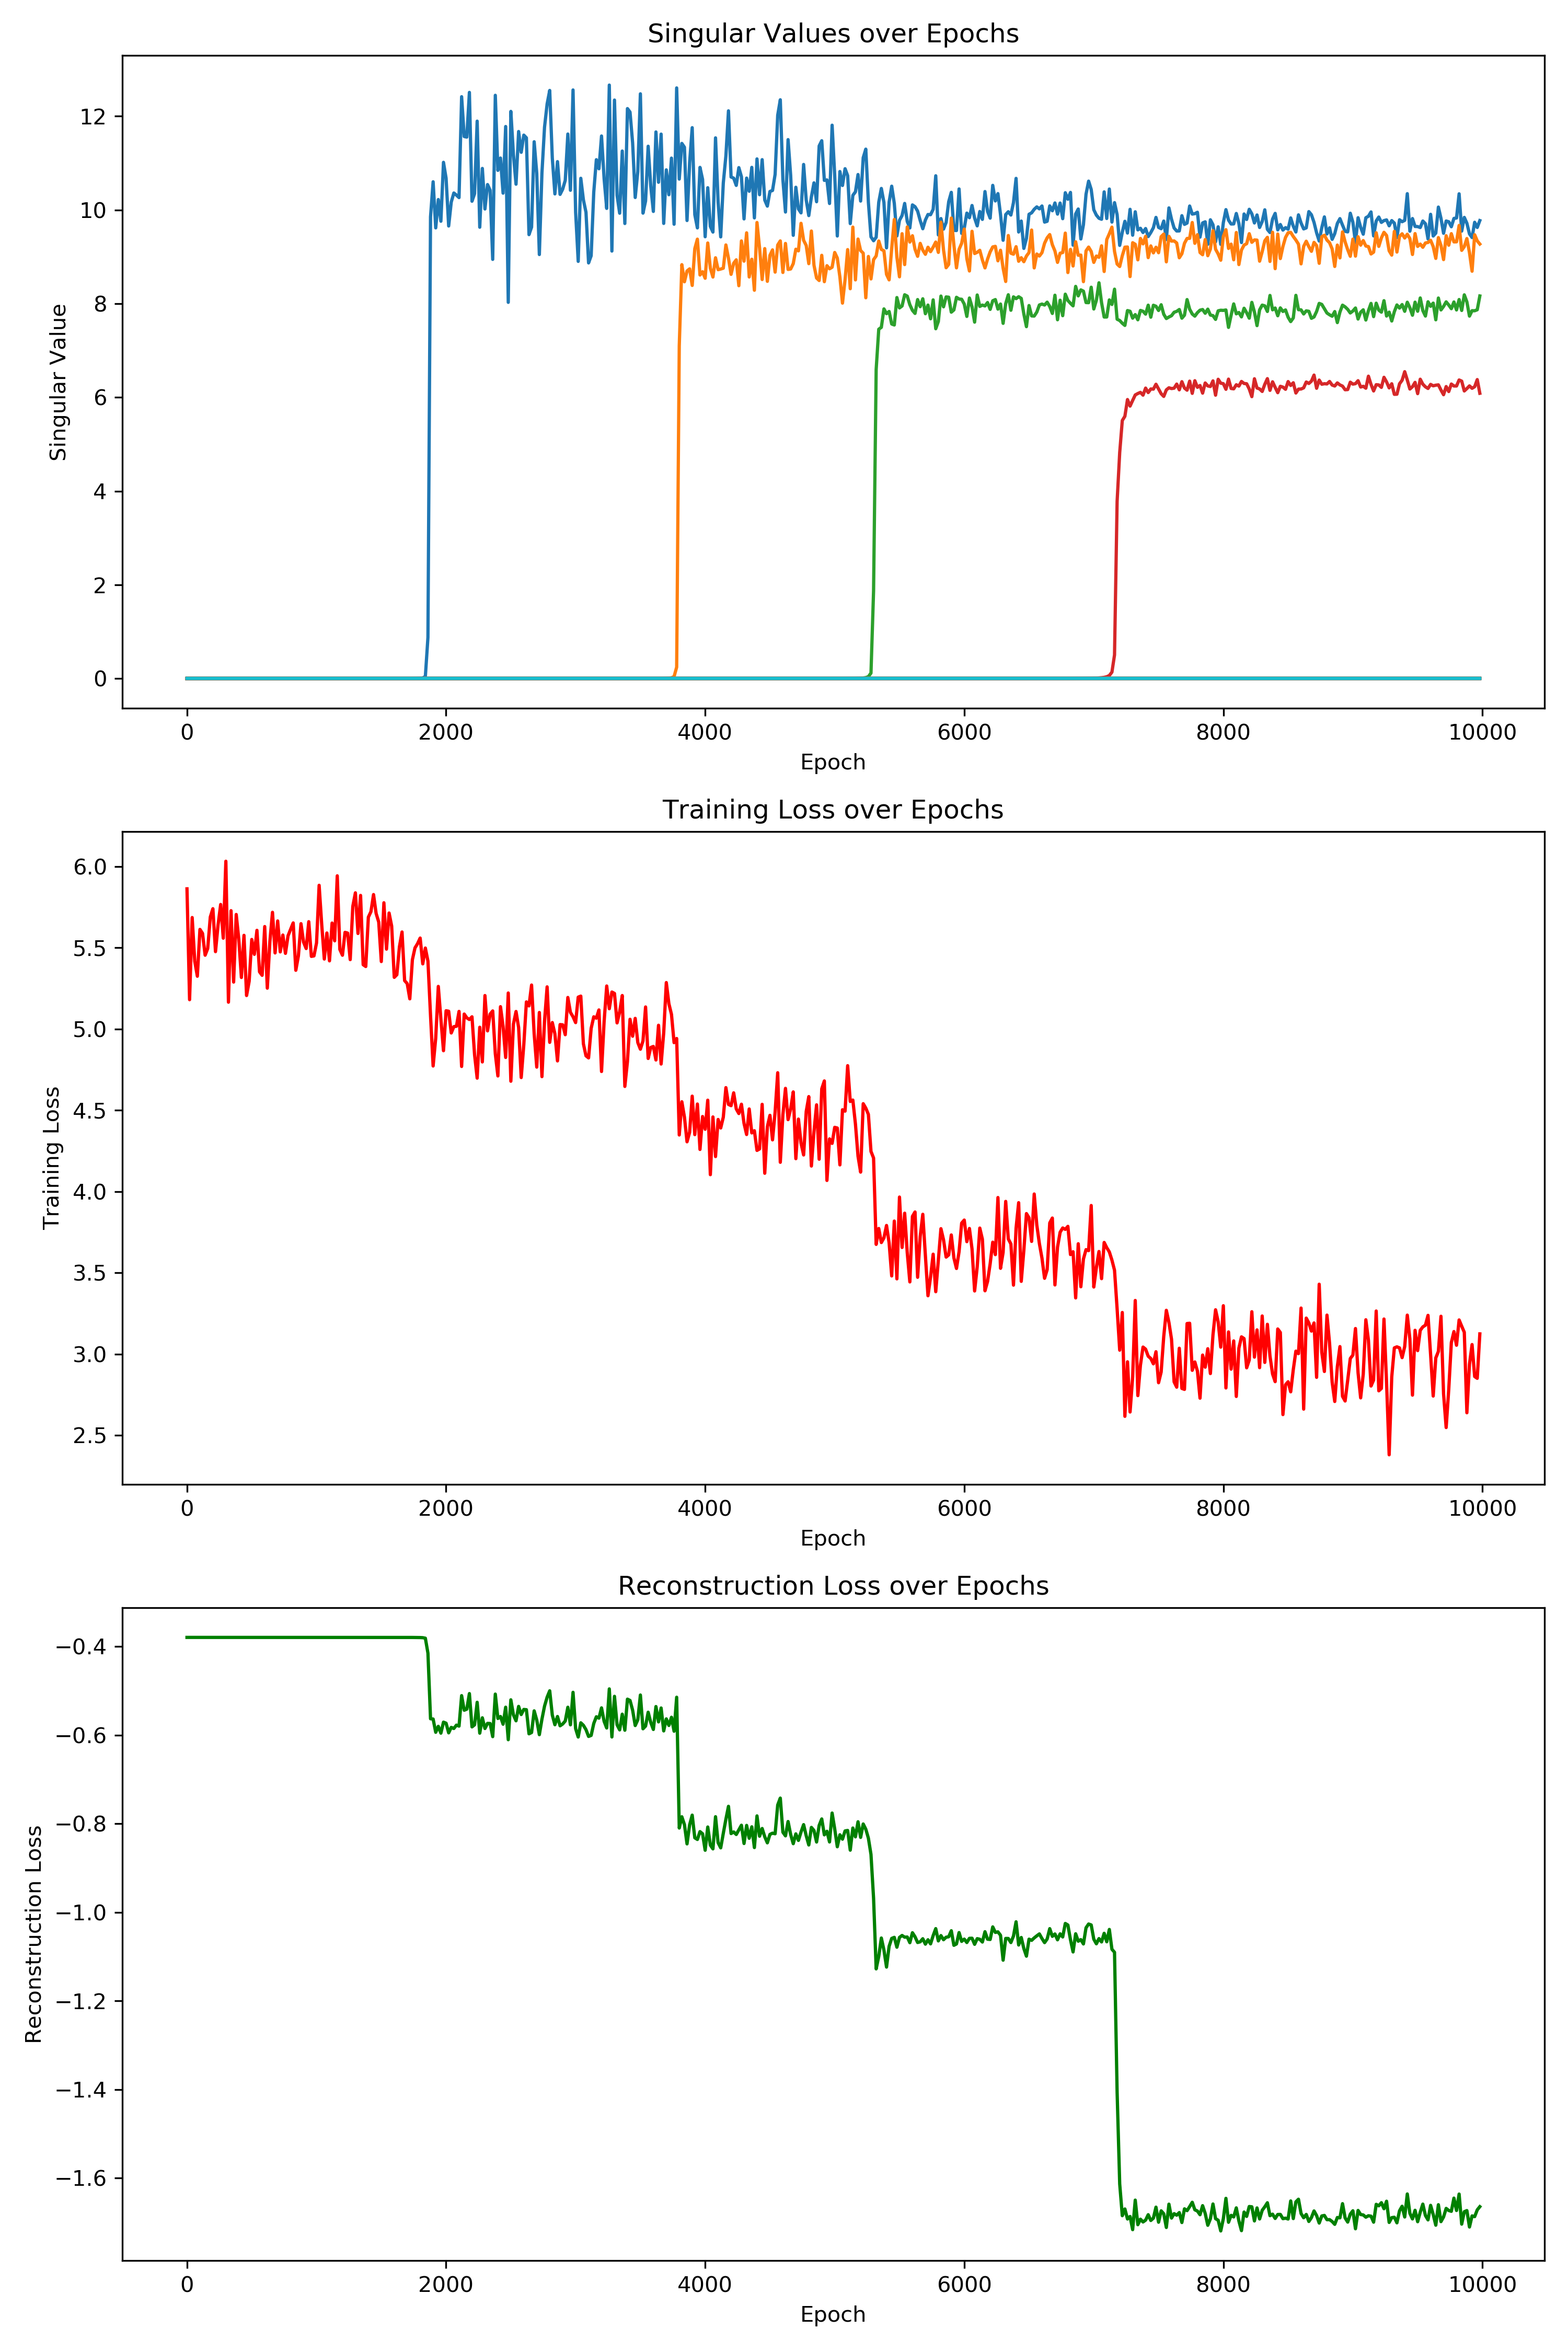 Singular Values over Epochs
Singular Value
12
10
8
6
4
2
0
0 2000 4000 6000 8000 10000
Epoch
Training Loss over Epochs
Training Loss
6.0
5.5
5.0
4.5
4.0
3.5
3.0
2.5
0 2000 4000 6000 8000 10000
Epoch
Reconstruction Loss over Epochs
Reconstruction Loss
−0.4
−0.6
−0.8
−1.0
−1.2
−1.4
−1.6
0 2000 4000 6000 8000 10000
Epoch